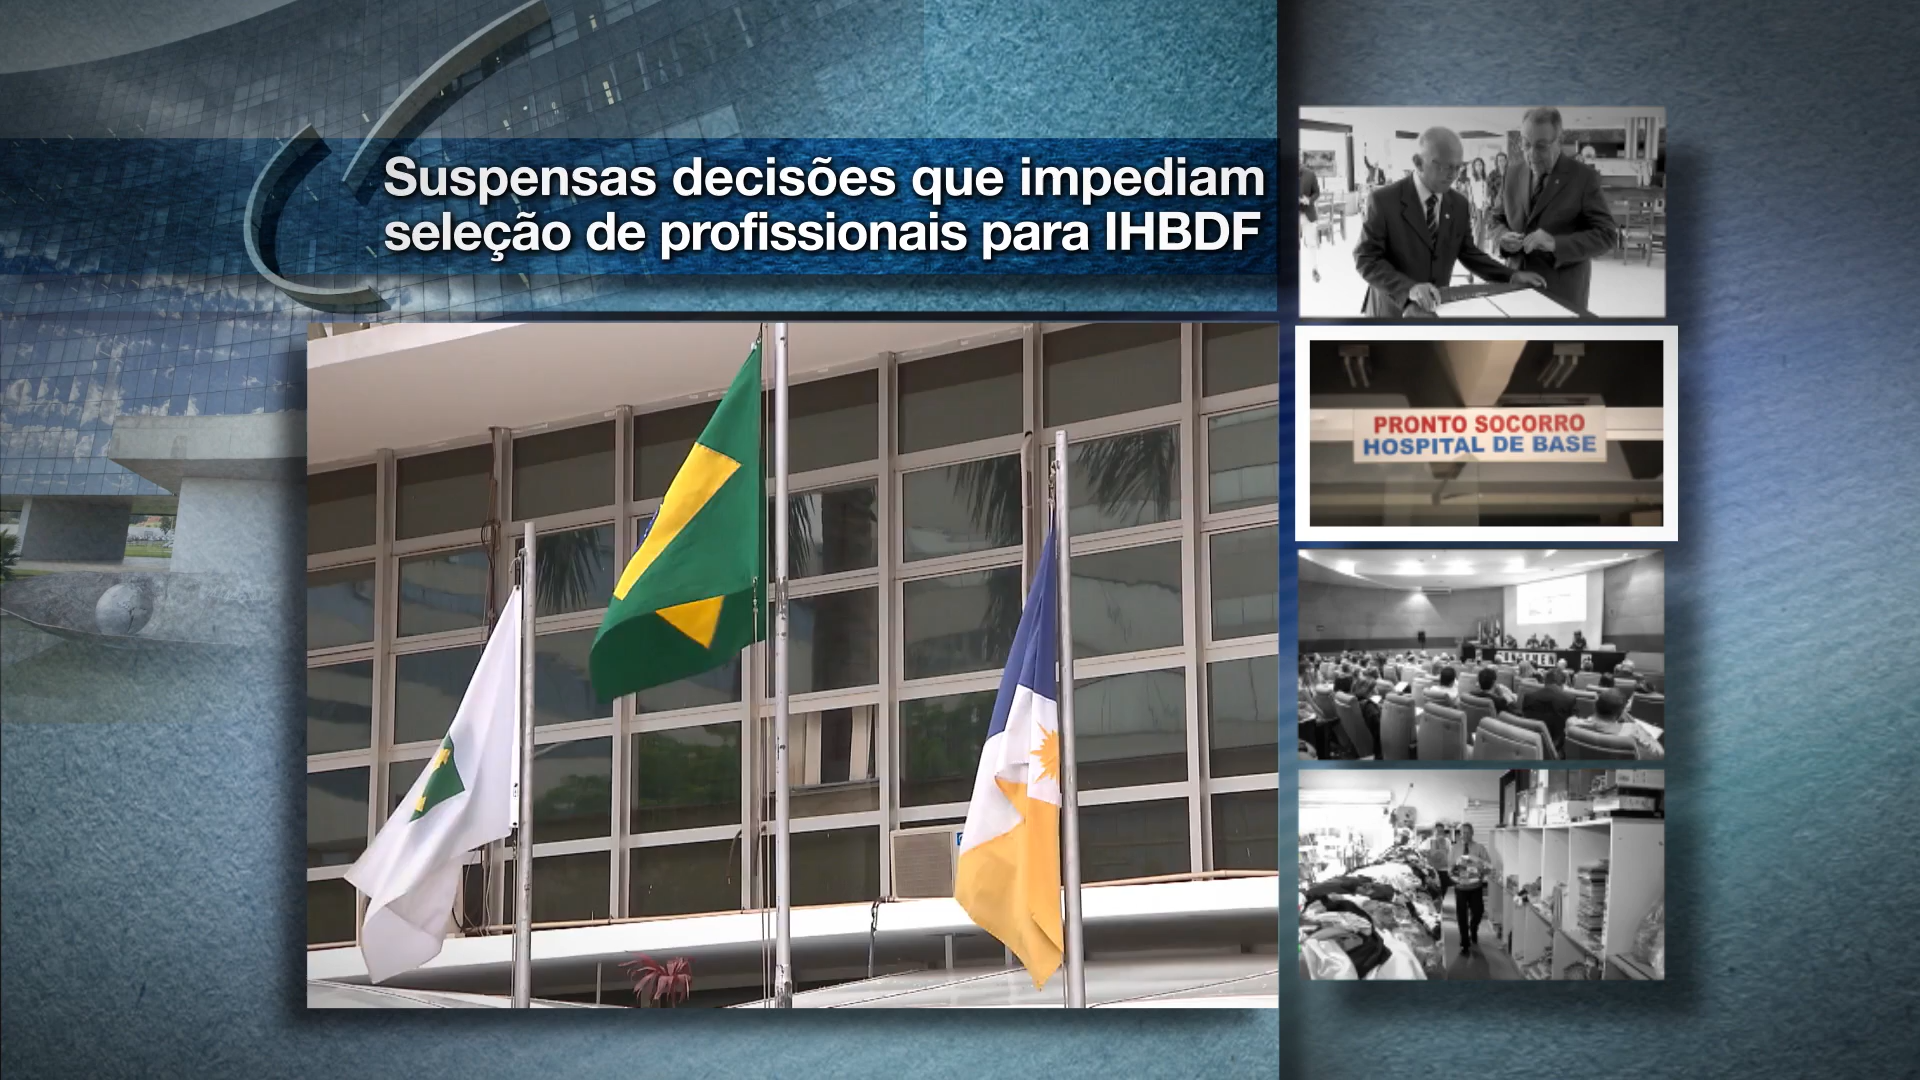 Suspensas decisões que impediam
seleção de profissionais para IHBDF
PRONTO SOCORRO
HOSPITAL DE BASE